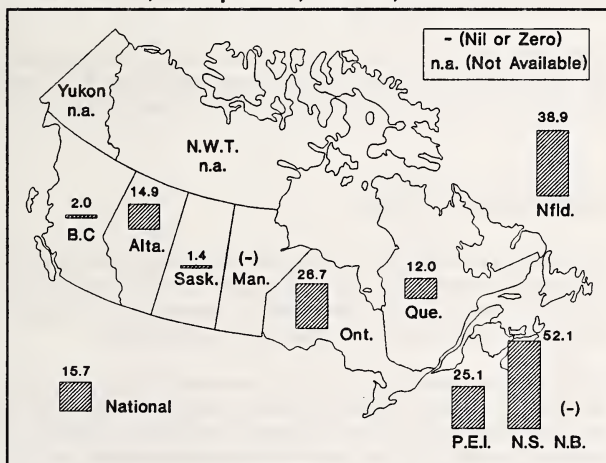 - (Nil or Zero)
n.a. (Not Available)
Yukon
n.a.
N.W.T.
n.a.
38.9
Nfld.
2.0
B.C
14.9
Alta.
1.4
Sask.
(-)
Man.
26.7
Ont.
12.0
Que.
15.7
National
25.1
P.E.I.
52.1
N.S.
(-)
N.B.